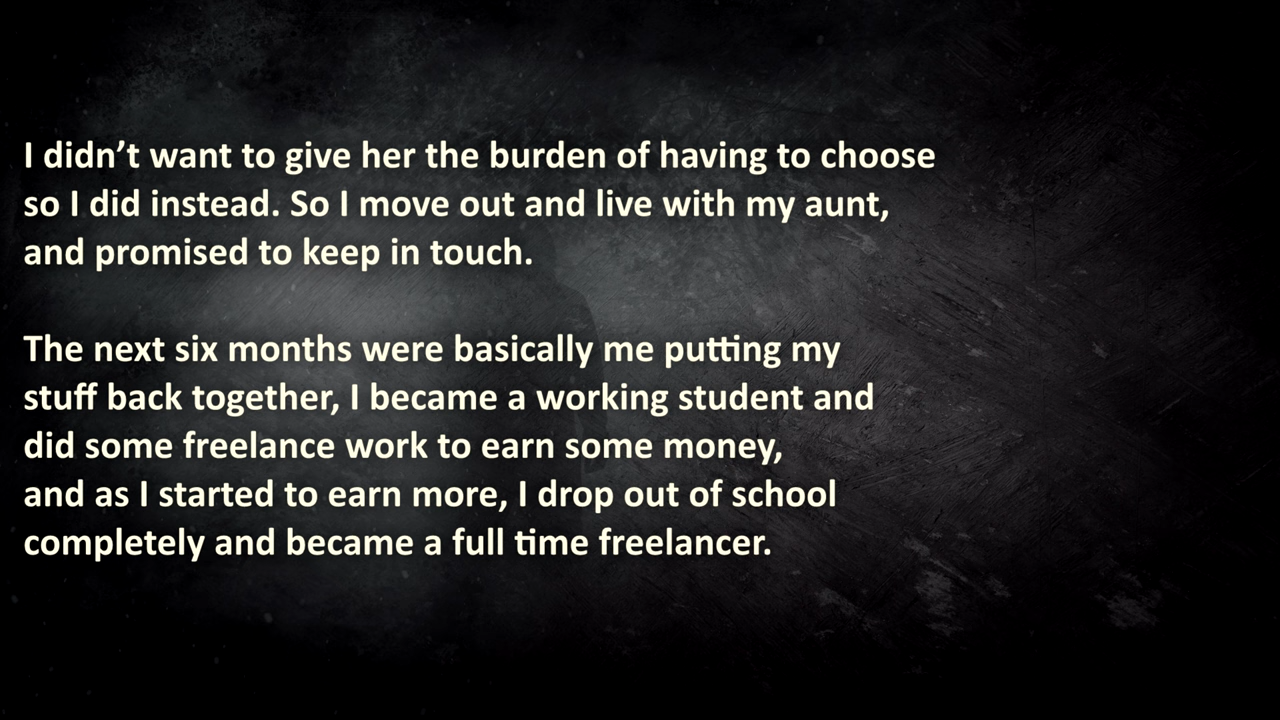 I didn’t want to give her the burden of having to choose
so I did instead. So I move out and live with my aunt,
and promised to keep in touch.
The next six months were basically me putting my
stuff back together, I became a working student and
did some freelance work to earn some money,
and as I started to earn more, I drop out of school
completely and became a full time freelancer.